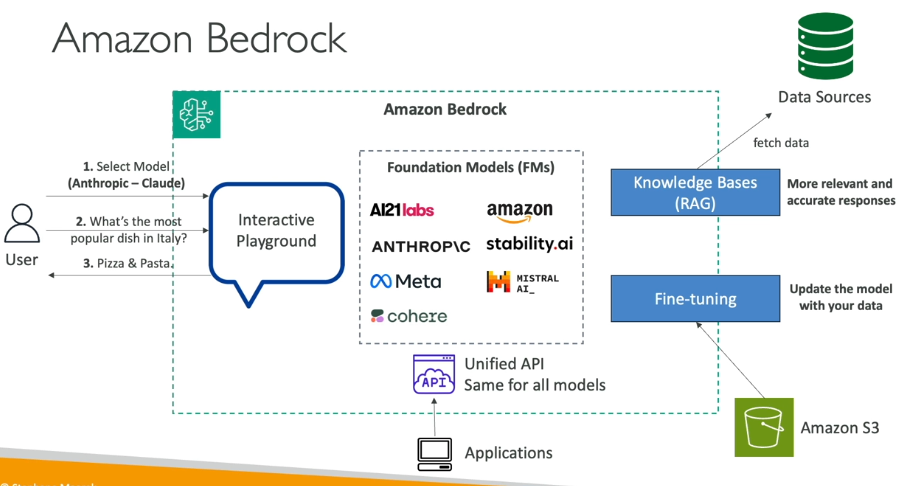 Amazon Bedrock
Data Sources
Amazon Bedrock
fetch data
1. Select Model
(Anthropic – Claude)
Foundation Models (FMs)
Knowledge Bases
(RAG)
More relevant and
accurate responses
AI21labs
amazon
Interactive
Playground
2. What's the most
popular dish in Italy?
ANTHROP\C
stability.ai
User
3. Pizza & Pasta.
Meta
MISTRAL
AI_
Fine-tuning
Update the model
with your data
cohere
API
Unified API
Same for all models
Amazon S3
Applications